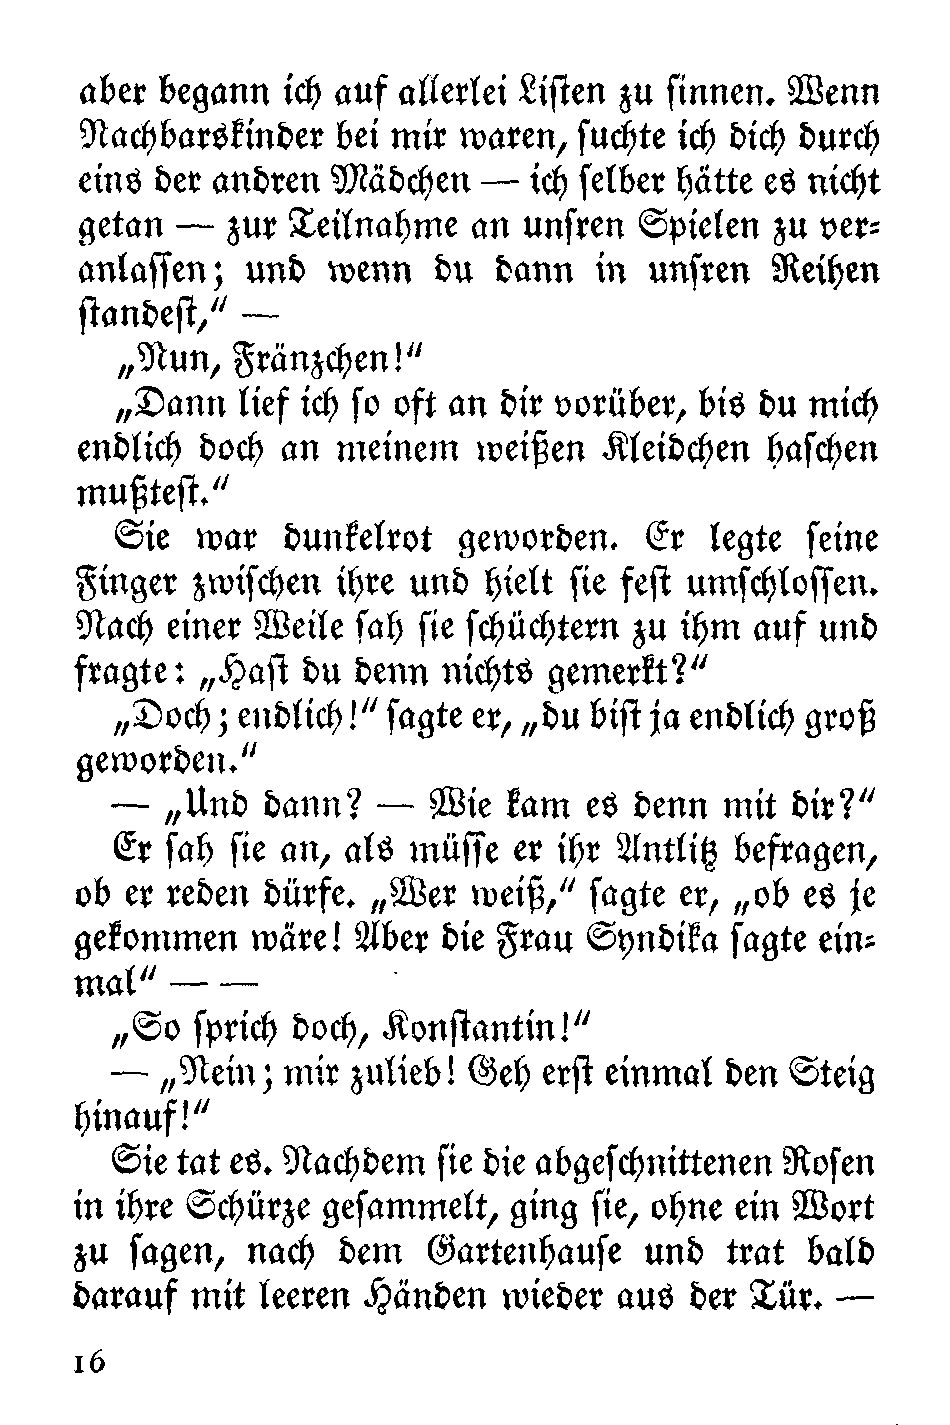 aber begann ich auf allerlei Listen zu sinnen. Wenn
Nachbarskinder bei mir waren, suchte ich dich durch
eins der andren Mädchen — ich selber hätte es nicht
getan — zur Teilnahme an unsren Spielen zu ver-
anlassen; und wenn du dann in unsren Reihen
standest,“ —
„Nun, Fränzchen!“
„Dann lief ich so oft an dir vorüber, bis du mich
endlich doch an meinem weißen Kleidchen haschen
mußtest.“
Sie war dunkelrot geworden. Er legte seine
Finger zwischen ihre und hielt sie fest umschlossen.
Nach einer Weile sah sie schüchtern zu ihm auf und
fragte: „Hast du denn nichts gemerkt?“
„Doch; endlich!“ sagte er, „du bist ja endlich groß
geworden.“
— „Und dann? — Wie kam es denn mit dir?“
Er sah sie an, als müsse er ihr Antlitz befragen,
ob er reden dürfe. „Wer weiß,“ sagte er, „ob es je
gekommen wäre! Aber die Frau Syndika sagte ein-
mal“ — —
„So sprich doch, Konstantin!“
— „Nein; mir zulieb! Geh erst einmal den Steig
hinauf!“
Sie tat es. Nachdem sie die abgeschnittenen Rosen
in ihre Schürze gesammelt, ging sie, ohne ein Wort
zu sagen, nach dem Gartenhause und trat bald
darauf mit leeren Händen wieder aus der Tür. —
16